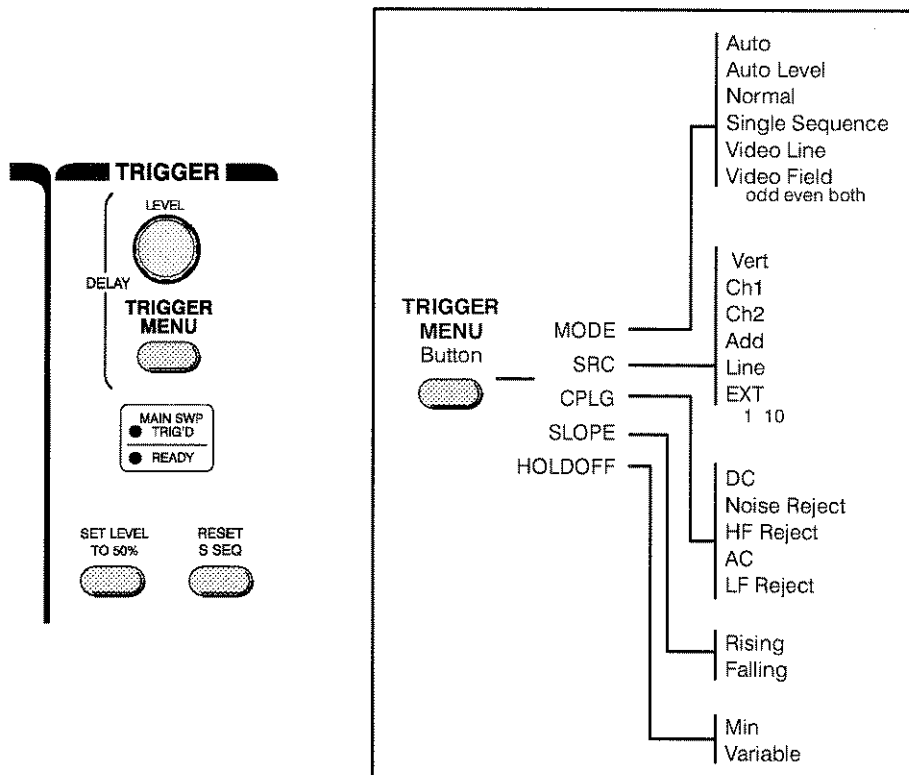 TRIGGER
LEVEL
DELAY
TRIGGER
MENU
MAIN SWP
TRIG'D
READY
SET LEVEL
TO 50%
RESET
S SEQ
TRIGGER
MENU
Button
MODE
SRC
CPLG
SLOPE
HOLDOFF
Auto
Auto Level
Normal
Single Sequence
Video Line
Video Field
odd even both
Vert
Ch1
Ch2
Add
Line
EXT
1 10
DC
Noise Reject
HF Reject
AC
LF Reject
Rising
Falling
Min
Variable